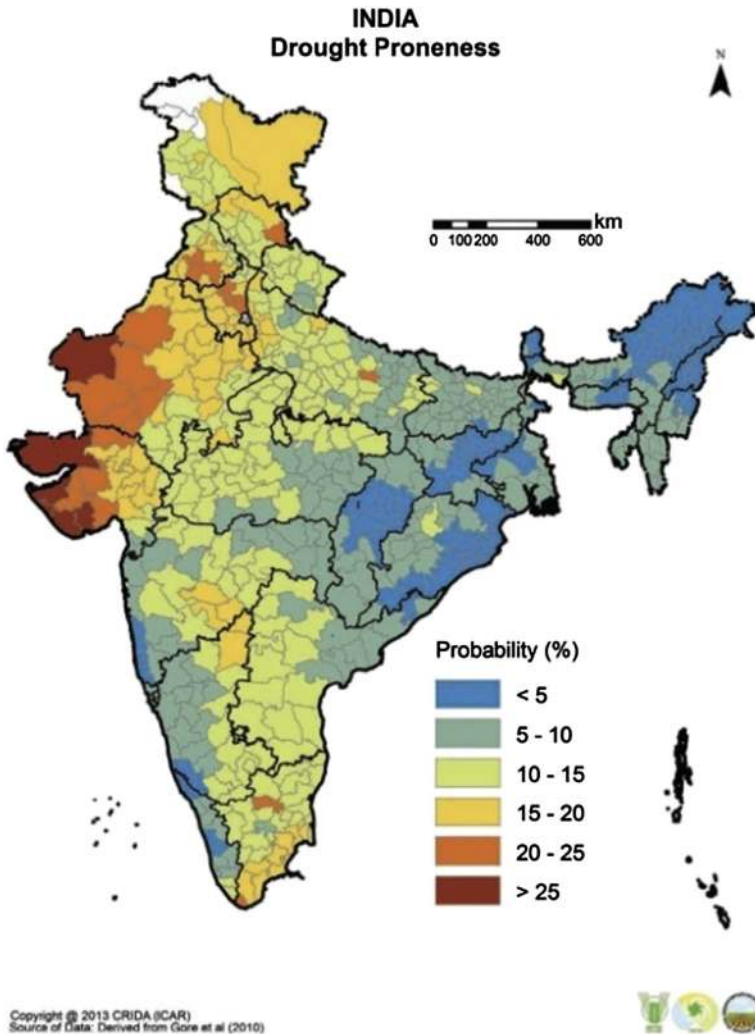 INDIA
Drought Proneness
N
km
0 100 200 400 600
Probability (%)
< 5
5 - 10
10 - 15
15 - 20
20 - 25
> 25
Copyright @ 2013 CRIDA (ICAR)
Source of Data: Derived from Gore et al (2010)